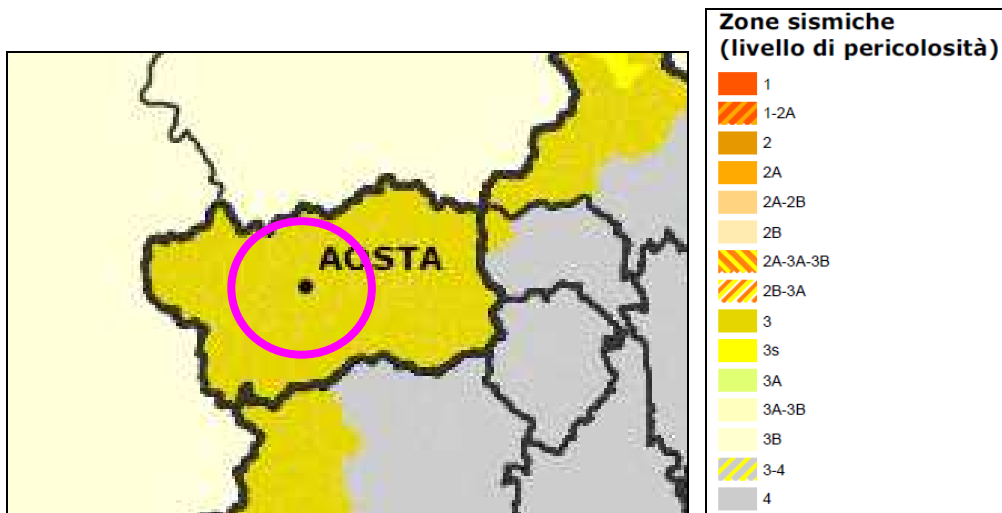 AOSTA
Zone sismiche
(livello di pericolosità)
1
1-2A
2
2A
2A-2B
2B
2A-3A-3B
2B-3A
3
3s
3A
3A-3B
3B
3-4
4